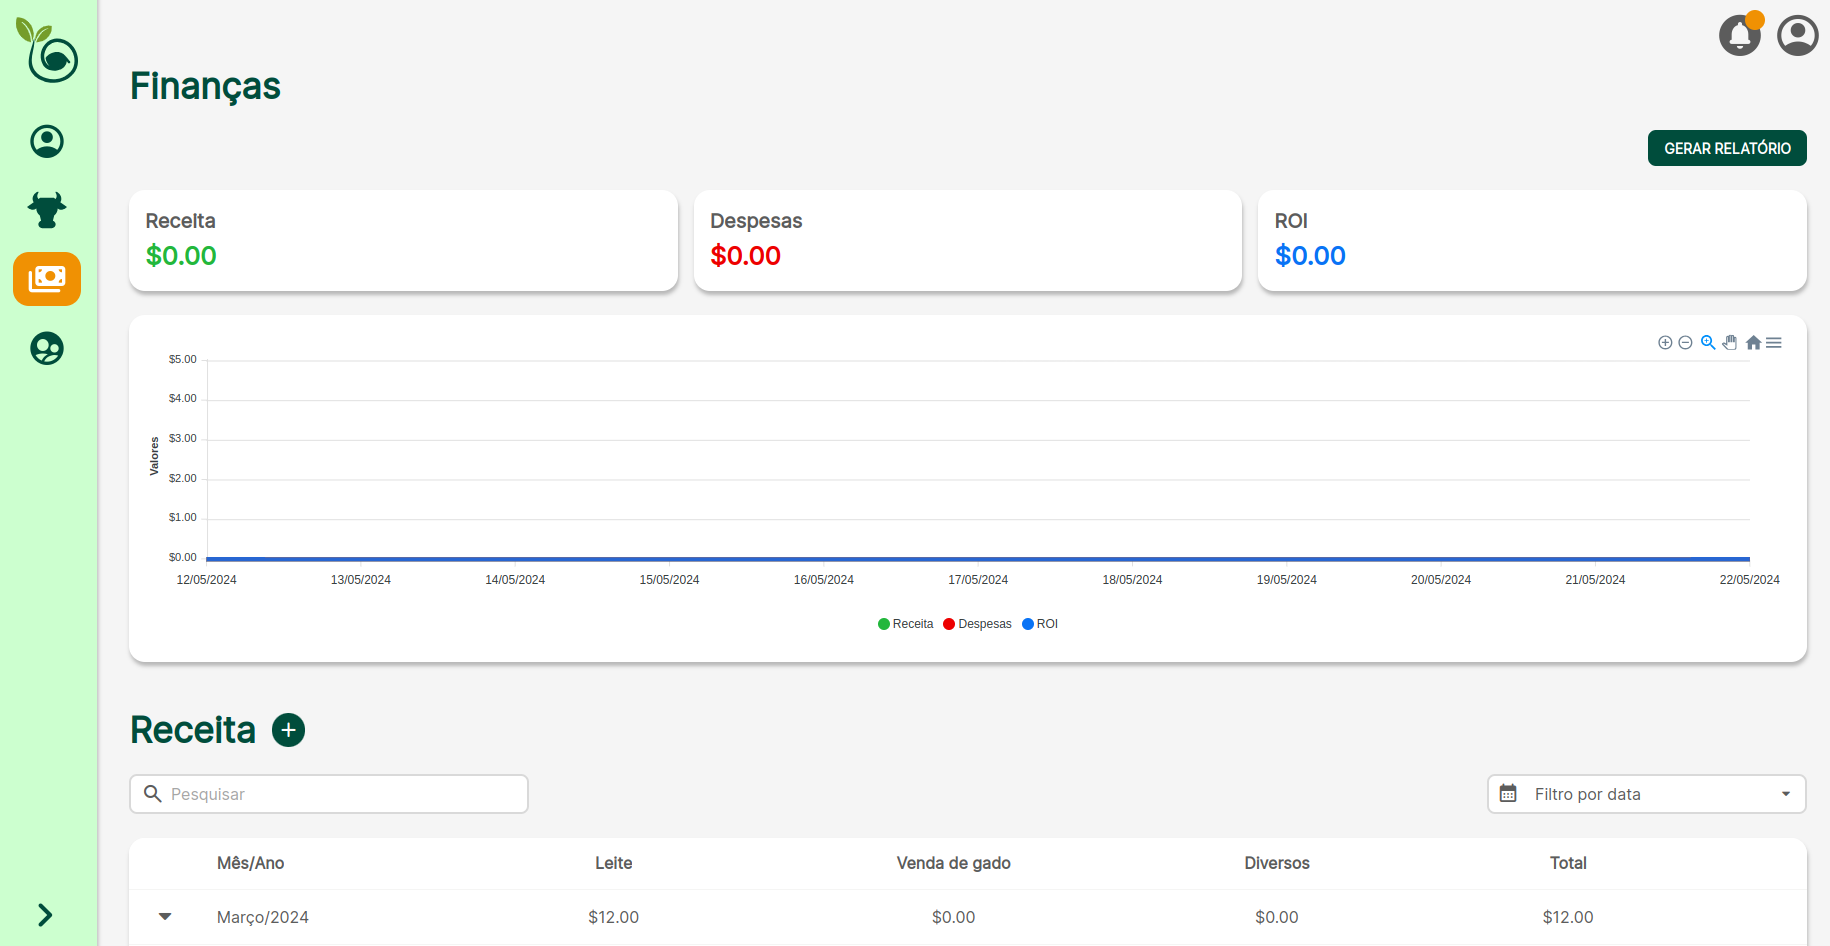 Finanças
GERAR RELATÓRIO
Receita
$0.00
Despesas
$0.00
ROI
$0.00
$5.00
$4.00
$3.00
$2.00
$1.00
$0.00
Valores
12/05/2024 13/05/2024 14/05/2024 15/05/2024 16/05/2024 17/05/2024 18/05/2024 19/05/2024 20/05/2024 21/05/2024 22/05/2024
Receita Despesas ROI
Receita
Pesquisar
Filtro por data
Mês/Ano Leite Venda de gado Diversos Total
Março/2024 $12.00 $0.00 $0.00 $12.00